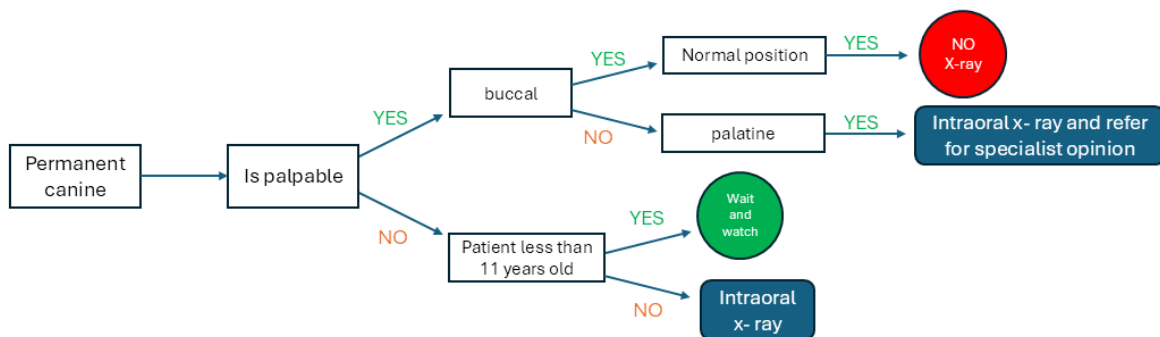 Permanent
canine
Is palpable
YES
buccal
YES
Normal position
YES
NO
X-ray
NO
palatine
YES
Intraoral x- ray and refer
for specialist opinion
NO
Patient less than
11 years old
YES
Wait
and
watch
NO
Intraoral
x- ray